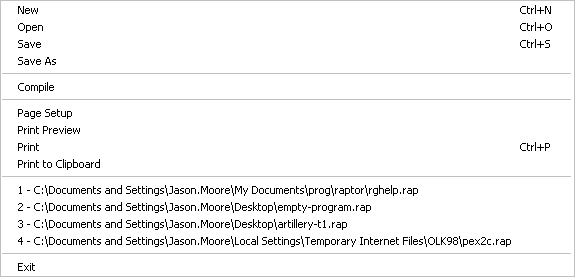 New Ctrl+N
Open Ctrl+O
Save Ctrl+S
Save As
Compile
Page Setup
Print Preview
Print Ctrl+P
Print to Clipboard
1 - C:\Documents and Settings\Jason.Moore\My Documents\prog\raptor\rghelp.rap
2 - C:\Documents and Settings\Jason.Moore\Desktop\empty-program.rap
3 - C:\Documents and Settings\Jason.Moore\Desktop\artillery-t1.rap
4 - C:\Documents and Settings\Jason.Moore\Local Settings\Temporary Internet Files\OLK98\pex2c.rap
Exit